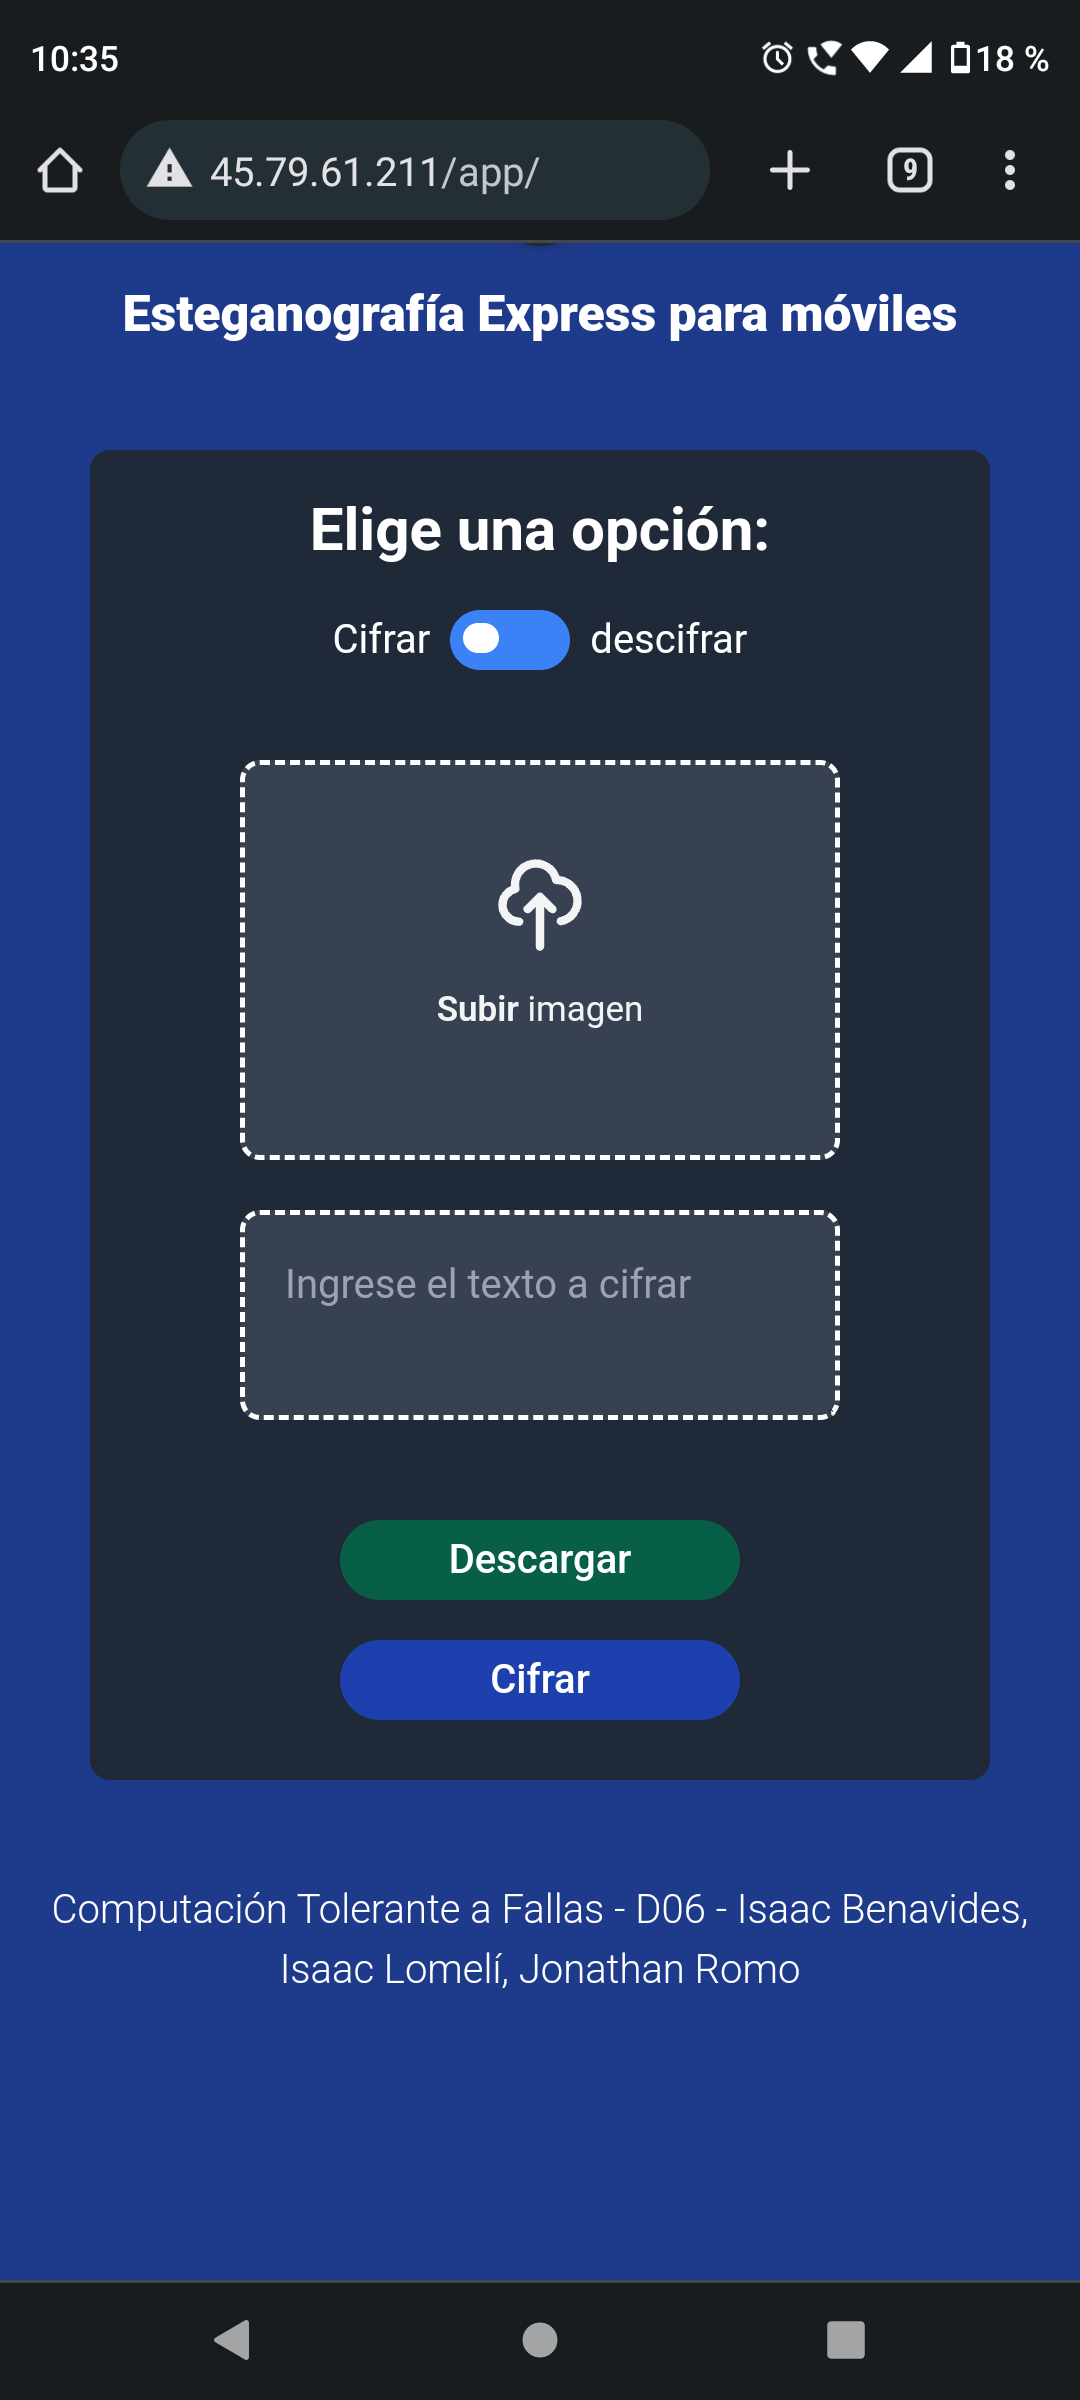 10:35
18 %
45.79.61.211/app/
9
Esteganografía Express para móviles
Elige una opción:
Cifrar descifrar
Subir imagen
Ingrese el texto a cifrar
Descargar
Cifrar
Computación Tolerante a Fallas - D06 - Isaac Benavides,
Isaac Lomelí, Jonathan Romo